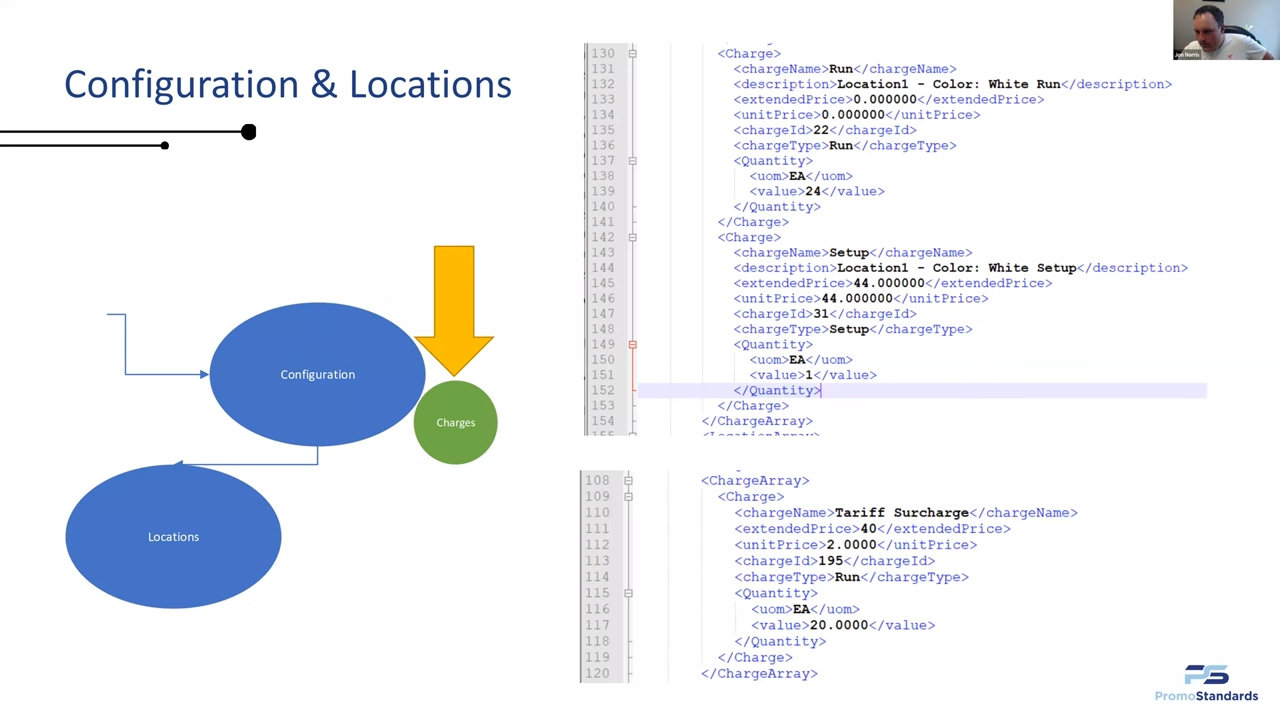 Configuration & Locations
Jon Norris
Configuration
Charges
Locations
130 <Charge>
131 <chargeName>Run</chargeName>
132 <description>Location1 - Color: White Run</description>
133 <extendedPrice>0.000000</extendedPrice>
134 <unitPrice>0.000000</unitPrice>
135 <chargeId>22</chargeId>
136 <chargeType>Run</chargeType>
137 <Quantity>
138 <uom>EA</uom>
139 <value>24</value>
140 </Quantity>
141 </Charge>
142 <Charge>
143 <chargeName>Setup</chargeName>
144 <description>Location1 - Color: White Setup</description>
145 <extendedPrice>44.000000</extendedPrice>
146 <unitPrice>44.000000</unitPrice>
147 <chargeId>31</chargeId>
148 <chargeType>Setup</chargeType>
149 <Quantity>
150 <uom>EA</uom>
151 <value>1</value>
152 </Quantity>
153 </Charge>
154 </ChargeArray>
155 <LocationArray>
108 <ChargeArray>
109 <Charge>
110 <chargeName>Tariff Surcharge</chargeName>
111 <extendedPrice>40</extendedPrice>
112 <unitPrice>2.0000</unitPrice>
113 <chargeId>195</chargeId>
114 <chargeType>Run</chargeType>
115 <Quantity>
116 <uom>EA</uom>
117 <value>20.0000</value>
118 </Quantity>
119 </Charge>
120 </ChargeArray>
PS
PromoStandards